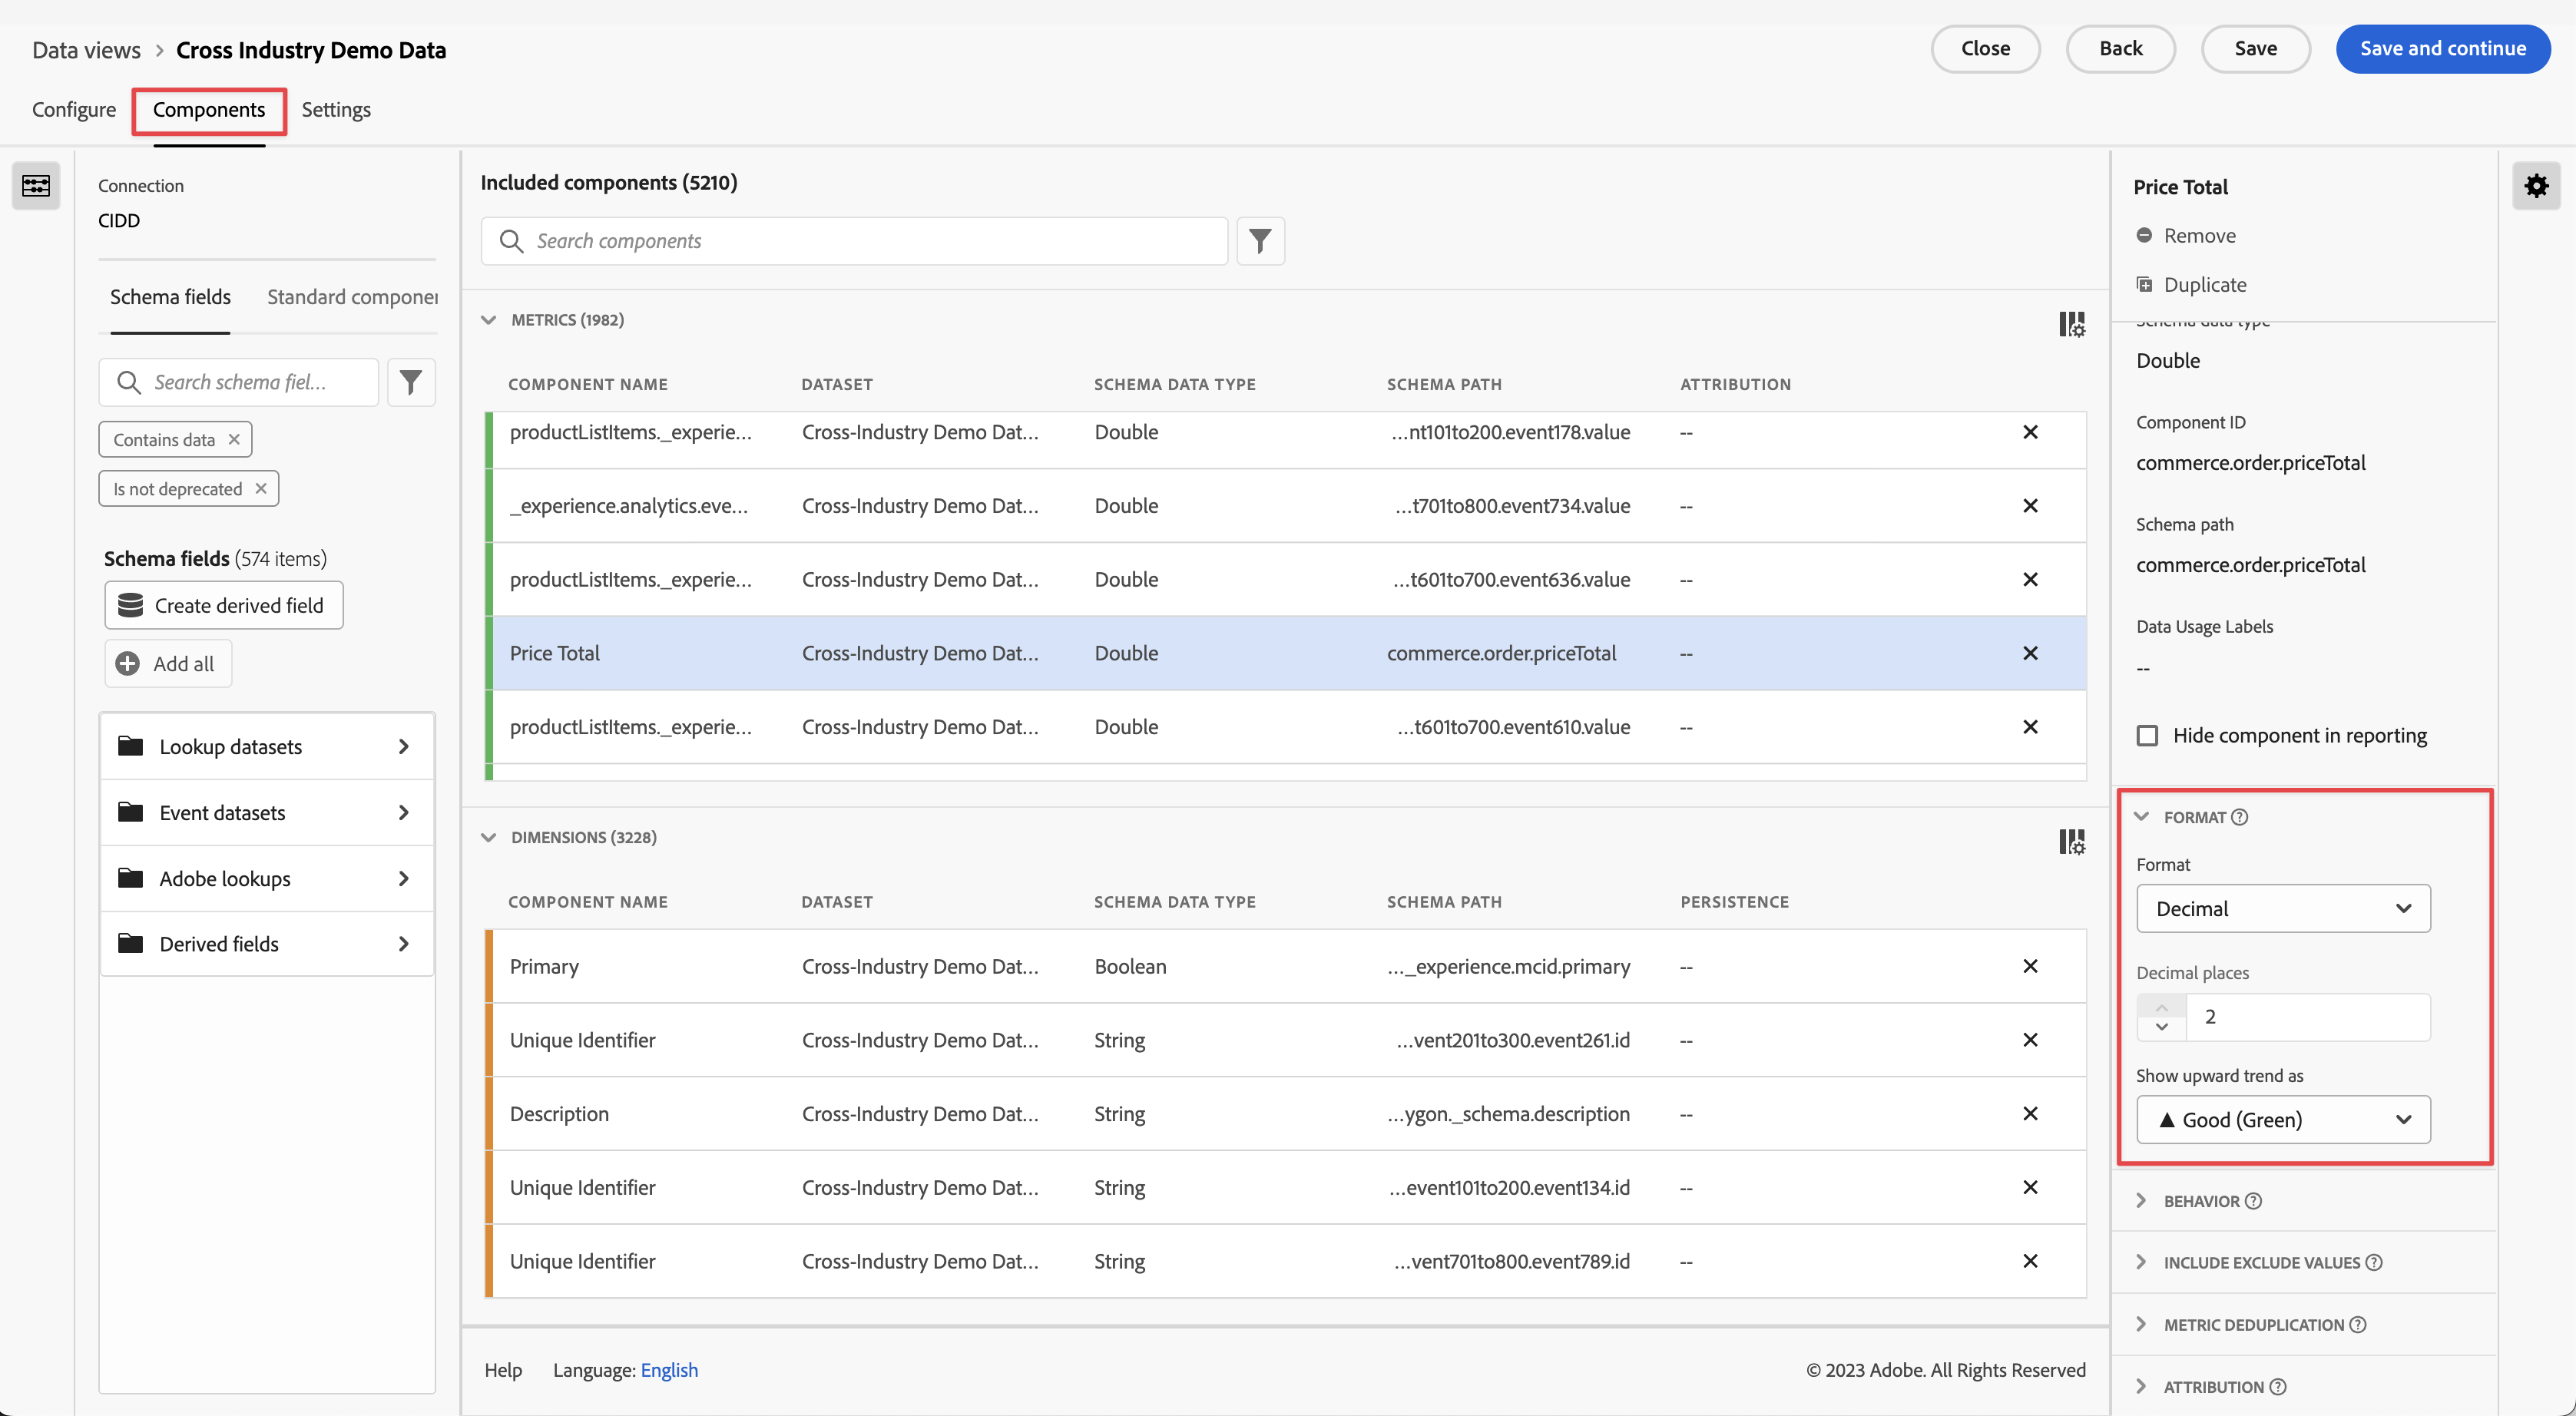 Data views > Cross Industry Demo Data
Close
Back
Save
Save and continue
Configure
Components
Settings
Connection
CIDD
Schema fields
Standard componen
Search schema fiel...
Contains data ×
Is not deprecated ×
Schema fields (574 items)
Create derived field
Add all
Lookup datasets
Event datasets
Adobe lookups
Derived fields
Included components (5210)
Search components
METRICS (1982)
COMPONENT NAME DATASET SCHEMA DATA TYPE SCHEMA PATH ATTRIBUTION
productListItems._experie... Cross-Industry Demo Dat... Double ...nt101to200.event178.value --
_experience.analytics.eve... Cross-Industry Demo Dat... Double ...t701to800.event734.value --
productListItems._experie... Cross-Industry Demo Dat... Double ...t601to700.event636.value --
Price Total Cross-Industry Demo Dat... Double commerce.order.priceTotal --
productListItems._experie... Cross-Industry Demo Dat... Double ...t601to700.event610.value --
DIMENSIONS (3228)
COMPONENT NAME DATASET SCHEMA DATA TYPE SCHEMA PATH PERSISTENCE
Primary Cross-Industry Demo Dat... Boolean ..._experience.mcid.primary --
Unique Identifier Cross-Industry Demo Dat... String ...vent201to300.event261.id --
Description Cross-Industry Demo Dat... String ...ygon._schema.description --
Unique Identifier Cross-Industry Demo Dat... String ...event101to200.event134.id --
Unique Identifier Cross-Industry Demo Dat... String ...vent701to800.event789.id --
Help
Language: English
© 2023 Adobe. All Rights Reserved
Price Total
Remove
Duplicate
Schema data type
Double
Component ID
commerce.order.priceTotal
Schema path
commerce.order.priceTotal
Data Usage Labels
--
Hide component in reporting
FORMAT
Format
Decimal
Decimal places
2
Show upward trend as
▲ Good (Green)
BEHAVIOR
INCLUDE EXCLUDE VALUES
METRIC DEDUPLICATION
ATTRIBUTION